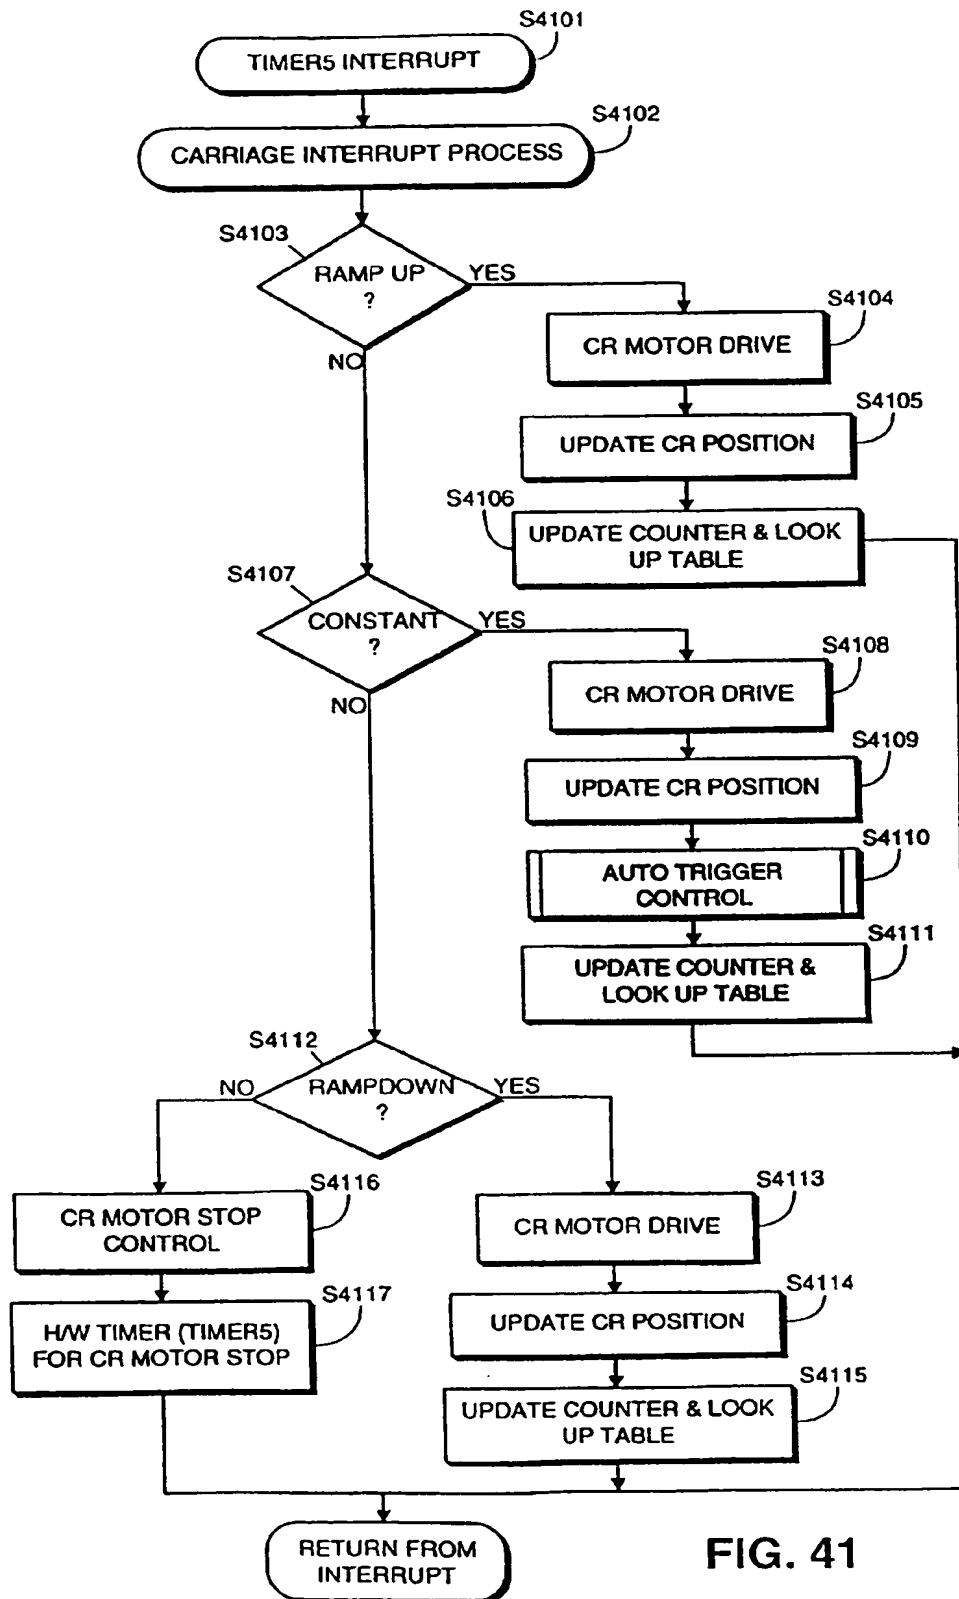 S4101
TIMER5 INTERRUPT
S4102
CARRIAGE INTERRUPT PROCESS
S4103
RAMP UP
?
YES
NO
S4104
CR MOTOR DRIVE
S4105
UPDATE CR POSITION
S4106
UPDATE COUNTER & LOOK
UP TABLE
S4107
CONSTANT
?
YES
NO
S4108
CR MOTOR DRIVE
S4109
UPDATE CR POSITION
S4110
AUTO TRIGGER
CONTROL
S4111
UPDATE COUNTER &
LOOK UP TABLE
S4112
RAMPDOWN
?
NO
YES
S4116
CR MOTOR STOP
CONTROL
S4117
H/W TIMER (TIMER5)
FOR CR MOTOR STOP
S4113
CR MOTOR DRIVE
S4114
UPDATE CR POSITION
S4115
UPDATE COUNTER & LOOK
UP TABLE
RETURN FROM
INTERRUPT
FIG. 41